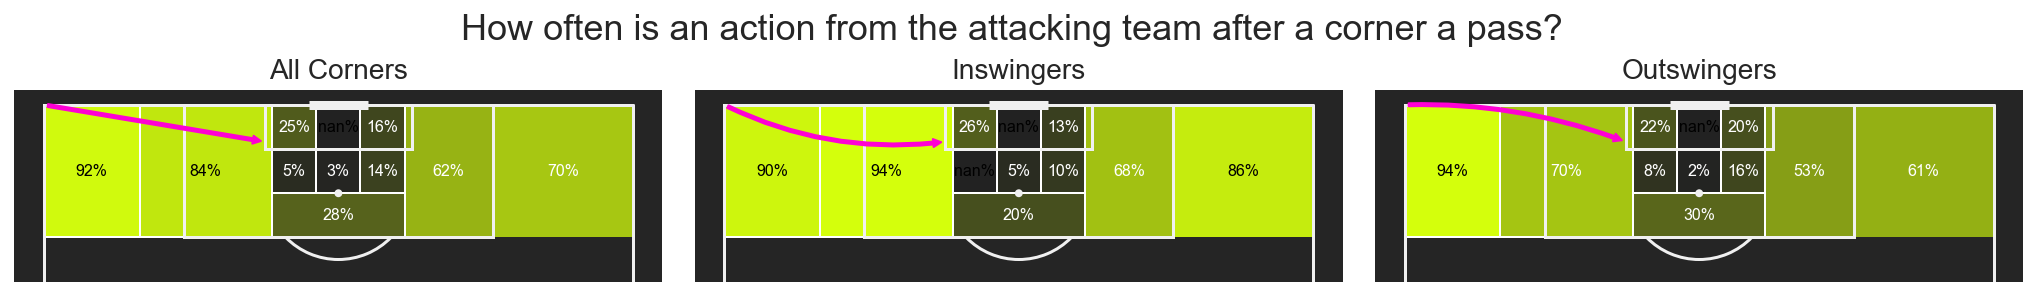 How often is an action from the attacking team after a corner a pass?
All Corners
Inswingers
Outswingers
25% nan% 16%
92% 84% 5% 3% 14% 62% 70%
28%
26% nan% 13%
90% 94% nan% 5% 10% 68% 86%
20%
22% nan% 20%
94% 70% 8% 2% 16% 53% 61%
30%